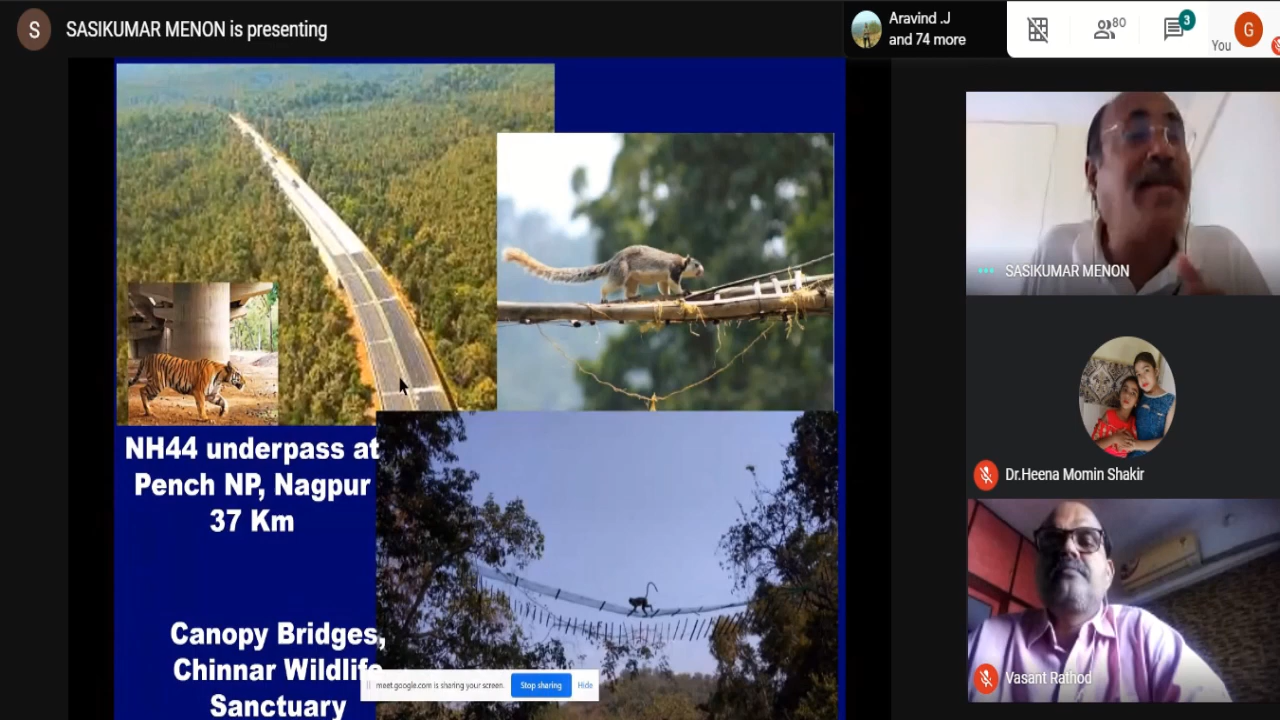 S
SASIKUMAR MENON is presenting
Aravind .J
and 74 more
80
3
You
G
NH44 underpass at
Pench NP, Nagpur
37 Km
Canopy Bridges,
Chinnar Wildlife
Sanctuary
meet.google.com is sharing your screen.
Stop sharing
Hide
SASIKUMAR MENON
Dr.Heena Momin Shakir
Vasant Rathod